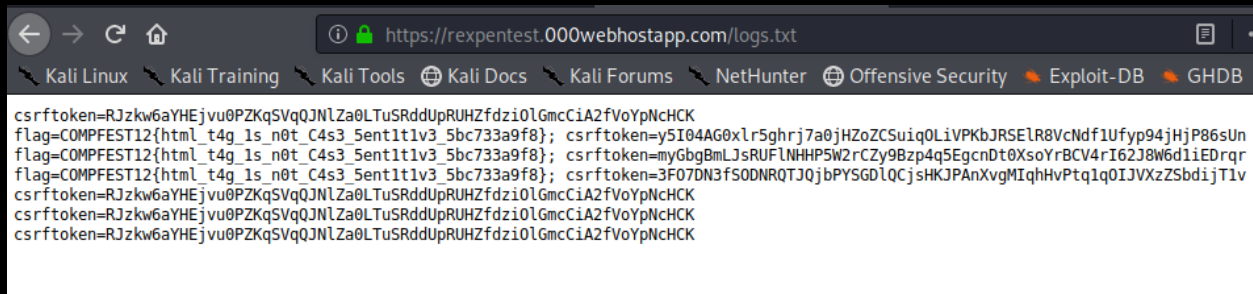 https://rexpentest.000webhostapp.com/logs.txt
Kali Linux Kali Training Kali Tools Kali Docs Kali Forums NetHunter Offensive Security Exploit-DB GHDB
csrftoken=RJzkw6aYHEjvu0PZKqSVqQJNlZa0LTuSRddUpRUHZfdziOlGmcCiA2fVoYpNcHCK
flag=COMPFEST12{html_t4g_1s_n0t_C4s3_5ent1t1v3_5bc733a9f8}; csrftoken=y5I04AG0xlr5ghrj7a0jHZoZCSuiqOLiVPKbJRSElR8VcNdf1Ufyp94jHjP86sUn
flag=COMPFEST12{html_t4g_1s_n0t_C4s3_5ent1t1v3_5bc733a9f8}; csrftoken=myGbgBmLJsRUFlNHHP5W2rCZy9Bzp4q5EgcnDt0XsoYrBCV4rI62J8W6d1iEDrqr
flag=COMPFEST12{html_t4g_1s_n0t_C4s3_5ent1t1v3_5bc733a9f8}; csrftoken=3FO7DN3fSODNRQTJQjbPYSGDlQCjsHKJPAnXvgMIqhHvPtq1qOIJVXzZSbdijT1v
csrftoken=RJzkw6aYHEjvu0PZKqSVqQJNlZa0LTuSRddUpRUHZfdziOlGmcCiA2fVoYpNcHCK
csrftoken=RJzkw6aYHEjvu0PZKqSVqQJNlZa0LTuSRddUpRUHZfdziOlGmcCiA2fVoYpNcHCK
csrftoken=RJzkw6aYHEjvu0PZKqSVqQJNlZa0LTuSRddUpRUHZfdziOlGmcCiA2fVoYpNcHCK